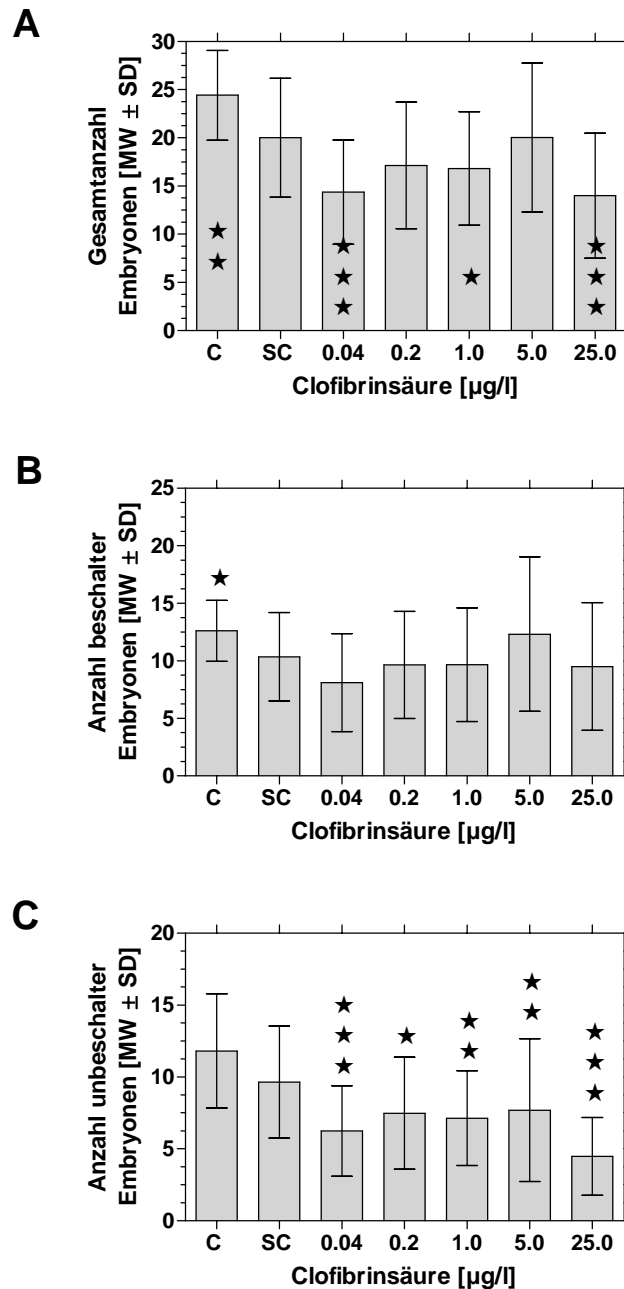 A
Gesamtanzahl
Embryonen [MW ± SD]
30
25
20
15
10
5
0
★
★
★
★
★
★
★
★
★
C SC 0.04 0.2 1.0 5.0 25.0
Clofibrinsäure [µg/l]
B
Anzahl beschalter
Embryonen [MW ± SD]
25
20
15
10
5
0
★
C SC 0.04 0.2 1.0 5.0 25.0
Clofibrinsäure [µg/l]
C
Anzahl unbeschalter
Embryonen [MW ± SD]
20
15
10
5
0
★
★
★
★
★
★
★
★
★
★
★
C SC 0.04 0.2 1.0 5.0 25.0
Clofibrinsäure [µg/l]